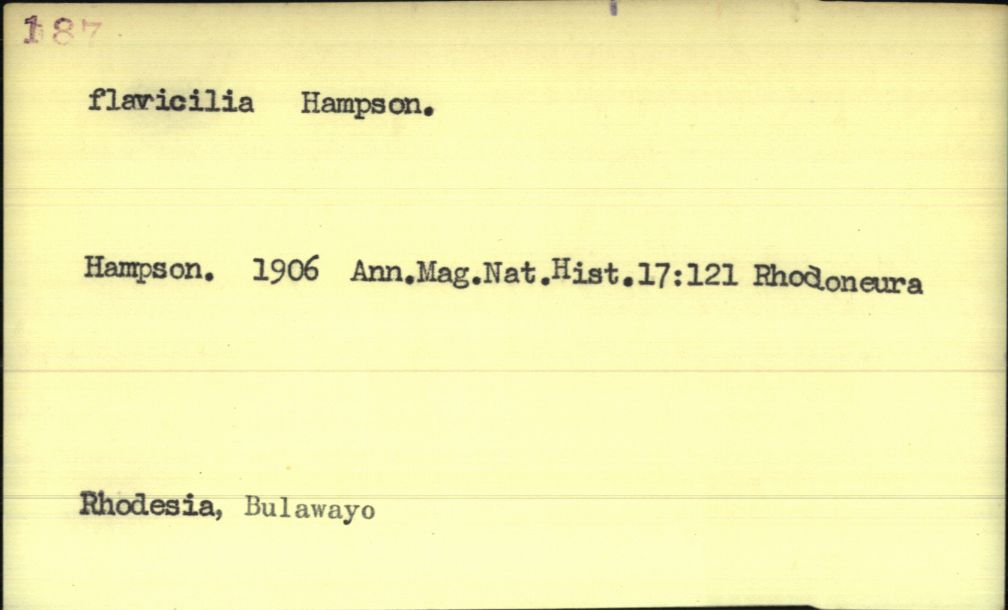 187
flavicilia Hampson.
Hampson. 1906 Ann.Mag.Nat.Hist.17:121 Rhodoneura
Rhodesia, Bulawayo